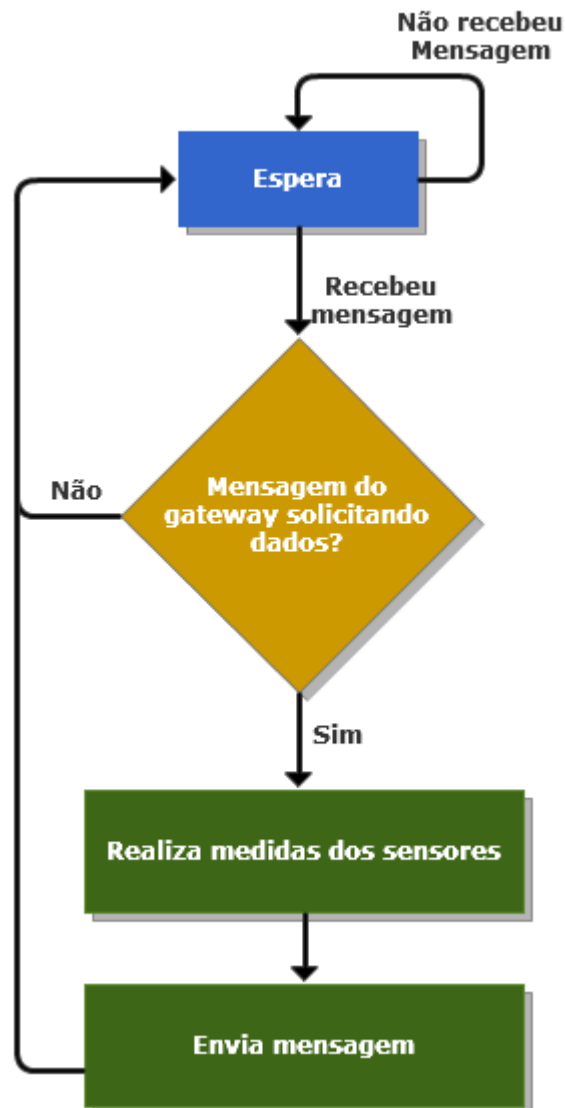 Não recebeu
Mensagem
Espera
Recebeu
mensagem
Não
Mensagem do
gateway solicitando
dados?
Sim
Realiza medidas dos sensores
Envia mensagem